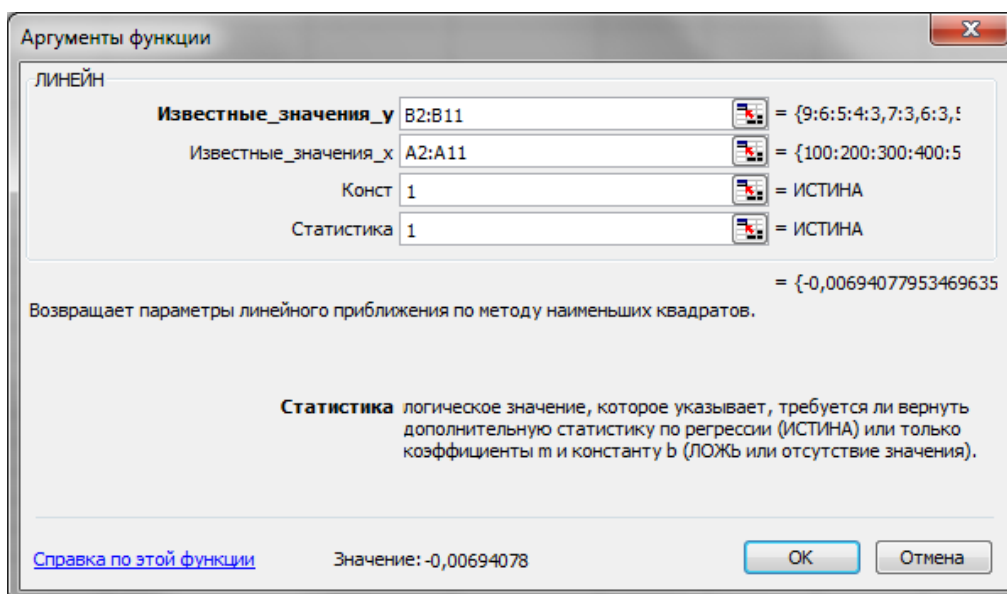 Аргументы функции
ЛИНЕЙН
Известные_значения_y B2:B11 = {9:6:5:4:3,7:3,6:3,5
Известные_значения_x A2:A11 = {100:200:300:400:5
Конст 1 = ИСТИНА
Статистика 1 = ИСТИНА
= {-0,00694077953469635
Возвращает параметры линейного приближения по методу наименьших квадратов.
Статистика логическое значение, которое указывает, требуется ли вернуть
дополнительную статистику по регрессии (ИСТИНА) или только
коэффициенты m и константу b (ЛОЖЬ или отсутствие значения).
Справка по этой функции Значение: -0,00694078 ОК Отмена